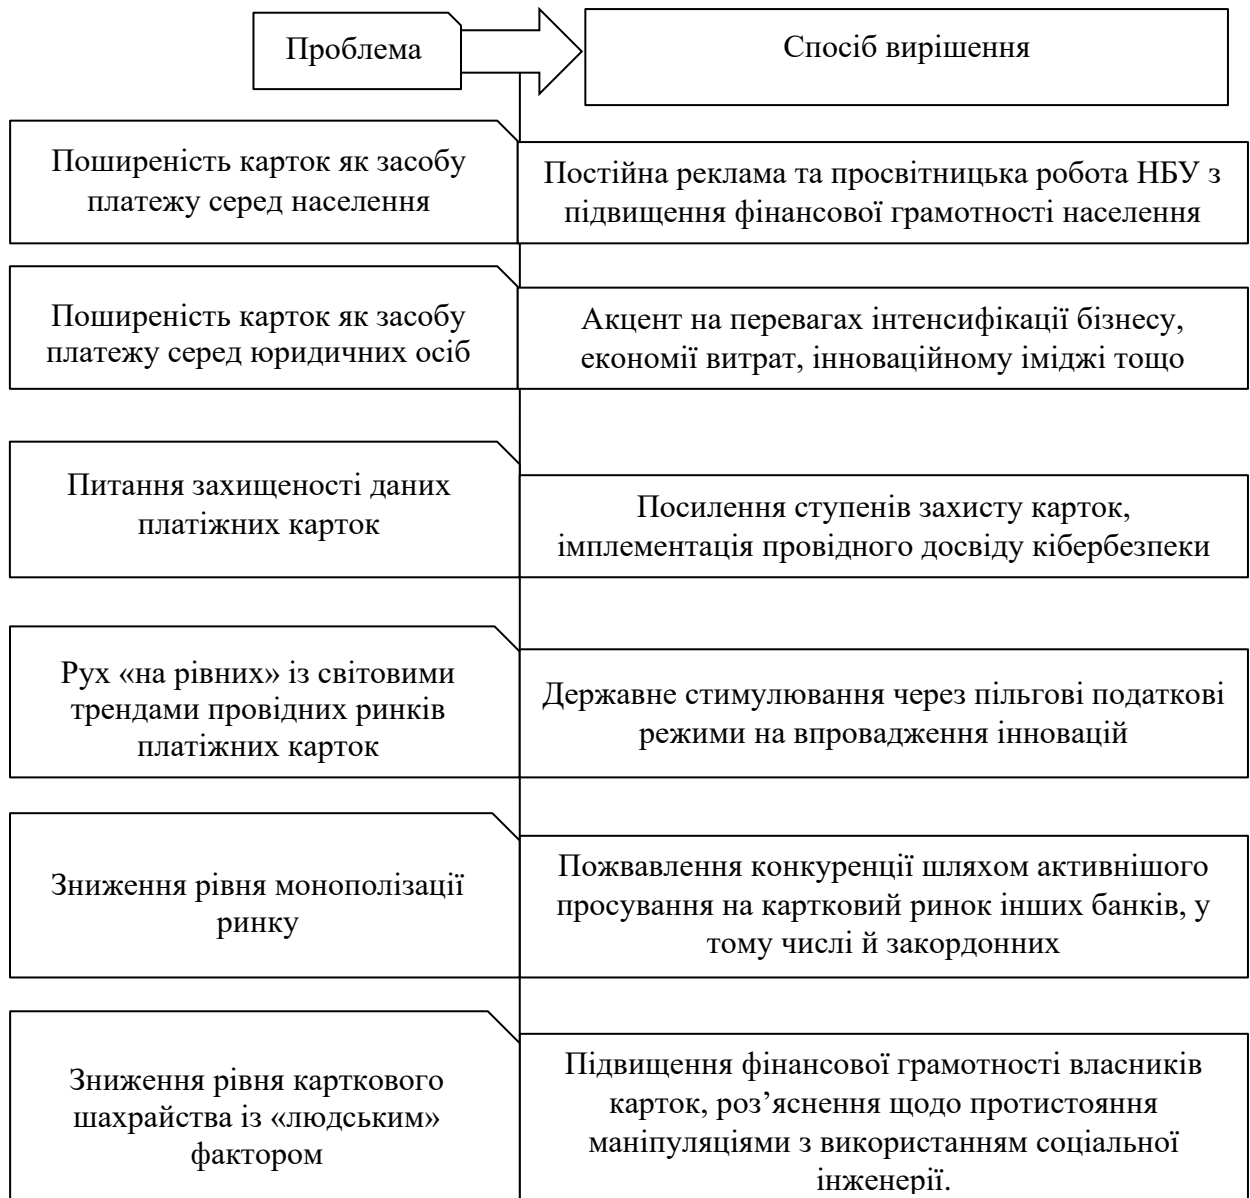 Проблема
Спосіб вирішення
Поширеність карток як засобу
платежу серед населення
Постійна реклама та просвітницька робота НБУ з
підвищення фінансової грамотності населення
Поширеність карток як засобу
платежу серед юридичних осіб
Акцент на перевагах інтенсифікації бізнесу,
економії витрат, інноваційному іміджі тощо
Питання захищеності даних
платіжних карток
Посилення ступенів захисту карток,
імплементація провідного досвіду кібербезпеки
Рух «на рівних» із світовими
трендами провідних ринків
платіжних карток
Державне стимулювання через пільгові податкові
режими на впровадження інновацій
Зниження рівня монополізації
ринку
Пожвавлення конкуренції шляхом активнішого
просування на картковий ринок інших банків, у
тому числі й закордонних
Зниження рівня карткового
шахрайства із «людським»
фактором
Підвищення фінансової грамотності власників
карток, роз’яснення щодо протистояння
маніпуляціями з використанням соціальної
інженерії.